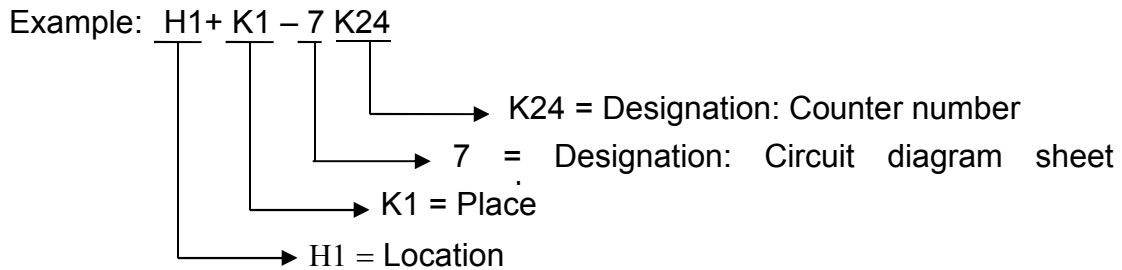 Example: H1+ K1 – 7 K24
K24 = Designation: Counter number
7 = Designation: Circuit diagram sheet
.
K1 = Place
H1 = Location